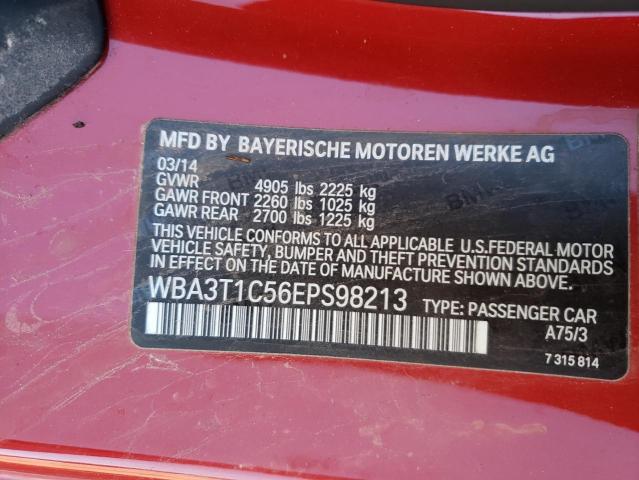 MFD BY BAYERISCHE MOTOREN WERKE AG
03/14
GVWR 4905 lbs 2225 kg
GAWR FRONT 2260 lbs 1025 kg
GAWR REAR 2700 lbs 1225 kg
THIS VEHICLE CONFORMS TO ALL APPLICABLE U.S.FEDERAL MOTOR
VEHICLE SAFETY, BUMPER AND THEFT PREVENTION STANDARDS
IN EFFECT ON THE DATE OF MANUFACTURE SHOWN ABOVE.
WBA3T1C56EPS98213 TYPE: PASSENGER CAR
A75/3
7 315 814